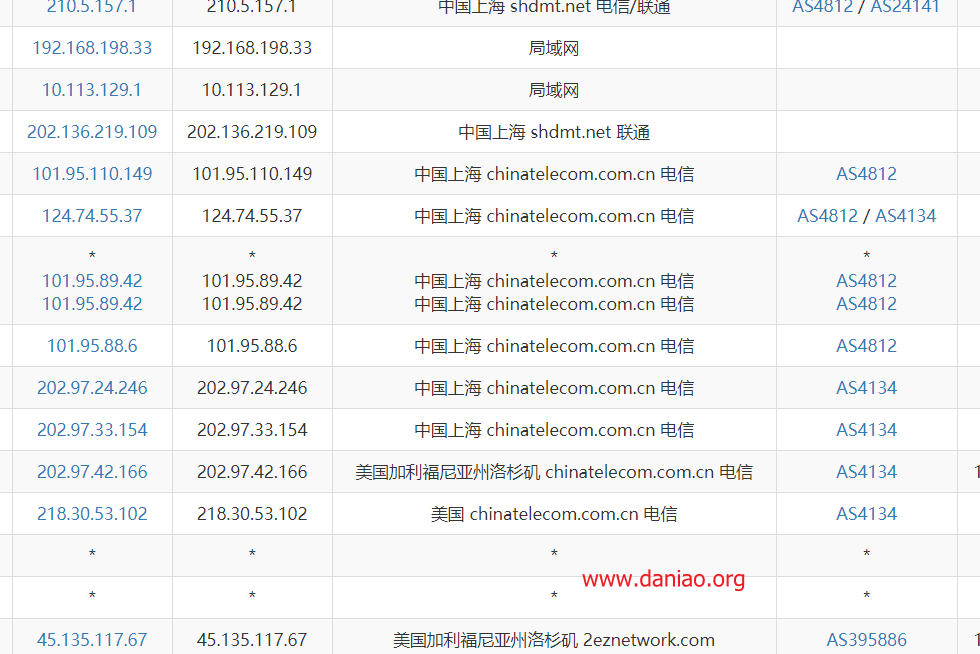 210.5.157.1 210.5.157.1 中国上海 shdmt.net 电信/联通 AS4812 / AS24141
192.168.198.33 192.168.198.33 局域网
10.113.129.1 10.113.129.1 局域网
202.136.219.109 202.136.219.109 中国上海 shdmt.net 联通
101.95.110.149 101.95.110.149 中国上海 chinatelecom.com.cn 电信 AS4812
124.74.55.37 124.74.55.37 中国上海 chinatelecom.com.cn 电信 AS4812 / AS4134
* * * *
101.95.89.42 101.95.89.42 中国上海 chinatelecom.com.cn 电信 AS4812
101.95.89.42 101.95.89.42 中国上海 chinatelecom.com.cn 电信 AS4812
101.95.88.6 101.95.88.6 中国上海 chinatelecom.com.cn 电信 AS4812
202.97.24.246 202.97.24.246 中国上海 chinatelecom.com.cn 电信 AS4134
202.97.33.154 202.97.33.154 中国上海 chinatelecom.com.cn 电信 AS4134
202.97.42.166 202.97.42.166 美国加利福尼亚州洛杉矶 chinatelecom.com.cn 电信 AS4134
218.30.53.102 218.30.53.102 美国 chinatelecom.com.cn 电信 AS4134
* * * *
www.daniao.org
* * * *
45.135.117.67 45.135.117.67 美国加利福尼亚州洛杉矶 2eznetwork.com AS395886